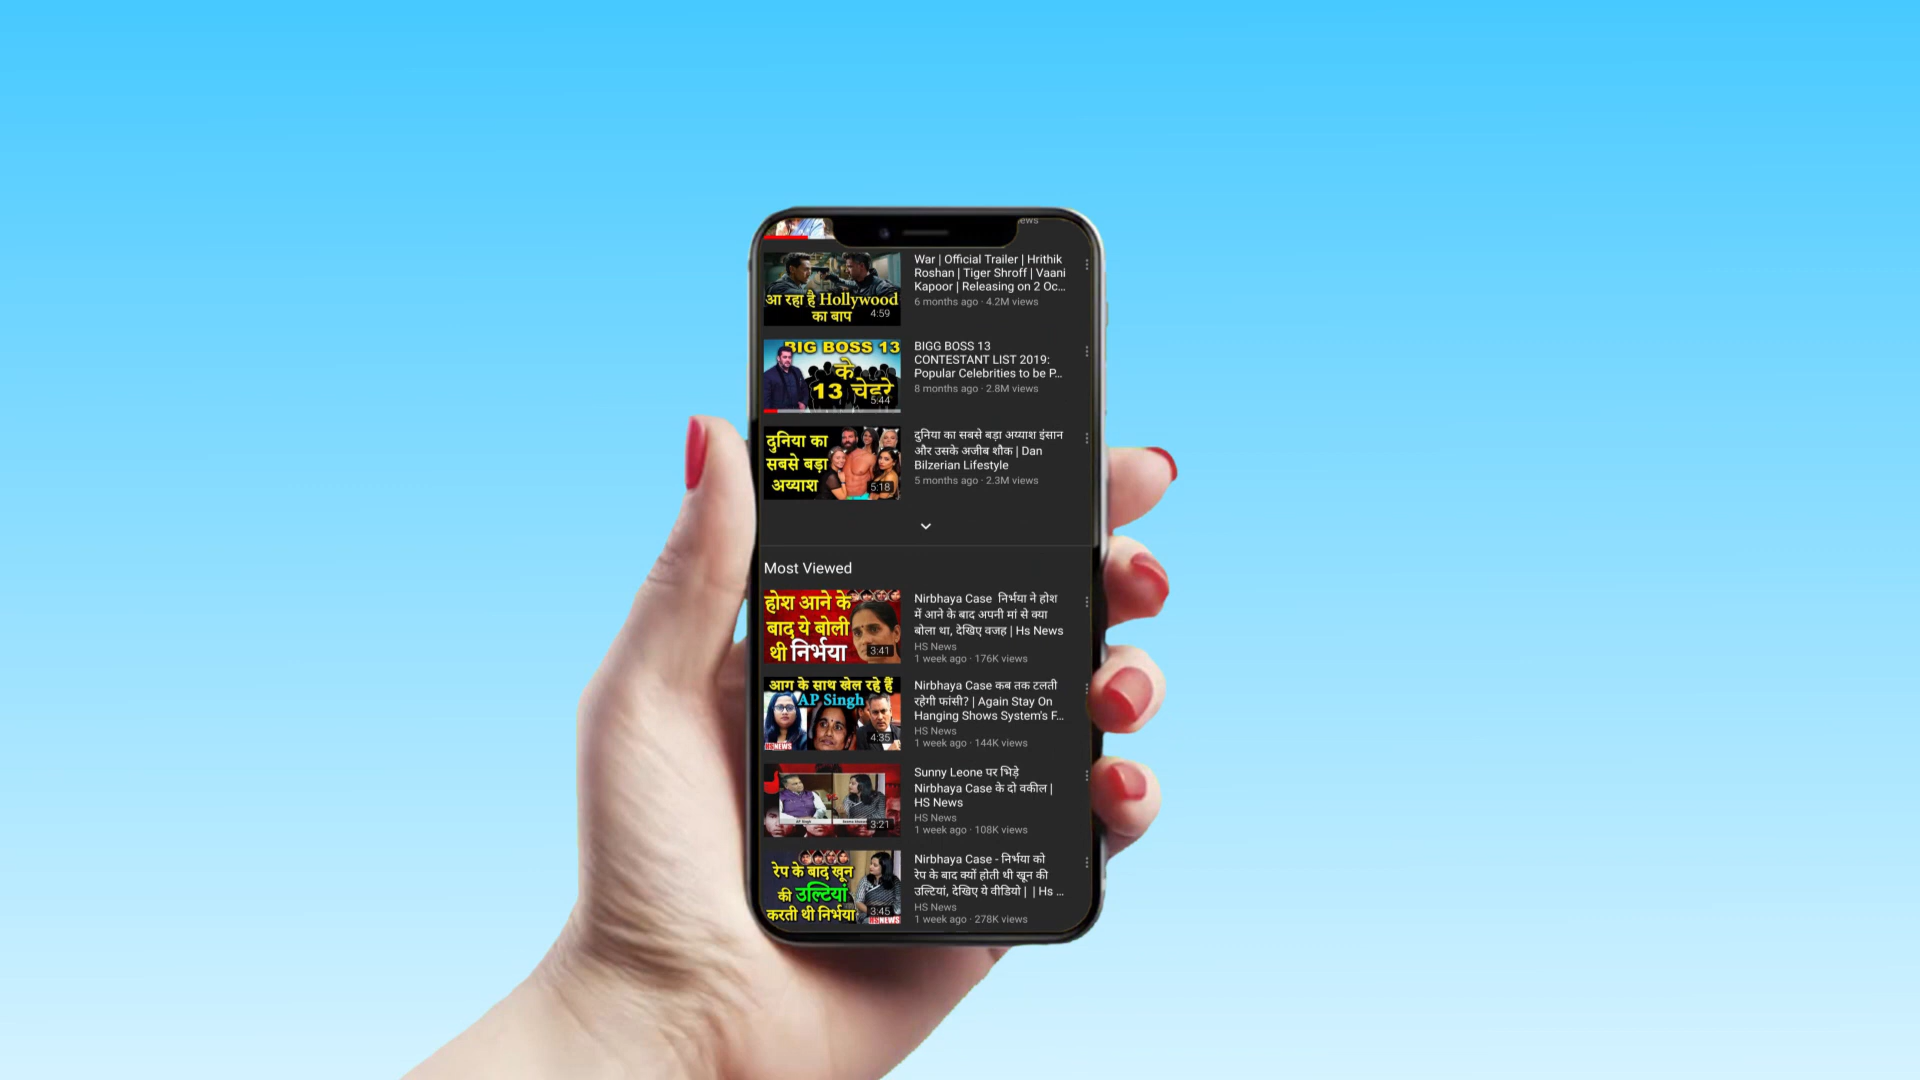 ews
War | Official Trailer | Hrithik
Roshan | Tiger Shroff | Vaani
Kapoor | Releasing on 2 Oc...
6 months ago · 4.2M views
आ रहा है Hollywood
का बाप
4:59
BIG BOSS 13
के
13 चेहरे
5:44
BIGG BOSS 13
CONTESTANT LIST 2019:
Popular Celebrities to be P...
8 months ago · 2.8M views
दुनिया का
सबसे बड़ा
अय्याश
5:18
दुनिया का सबसे बड़ा अय्याश इंसान
और उसके अजीब शौक | Dan
Bilzerian Lifestyle
5 months ago · 2.3M views
Most Viewed
होश आने के
बाद ये बोली
थी निर्भया
3:41
Nirbhaya Case निर्भया ने होश
में आने के बाद अपनी मां से क्या
बोला था, देखिए वजह | Hs News
HS News
1 week ago · 176K views
आग के साथ खेल रहे हैं
AP Singh
4:35
HSNEWS
Nirbhaya Case कब तक टलती
रहेगी फांसी? | Again Stay On
Hanging Shows System's F...
HS News
1 week ago · 144K views
3:21
Sunny Leone पर भिड़े
Nirbhaya Case के दो वकील |
HS News
HS News
1 week ago · 108K views
रेप के बाद खून
की उल्टियां
करती थी निर्भया
3:45
HSNEWS
Nirbhaya Case - निर्भया को
रेप के बाद क्यों होती थी खून की
उल्टियां, देखिए ये वीडियो | | Hs ...
HS News
1 week ago · 278K views